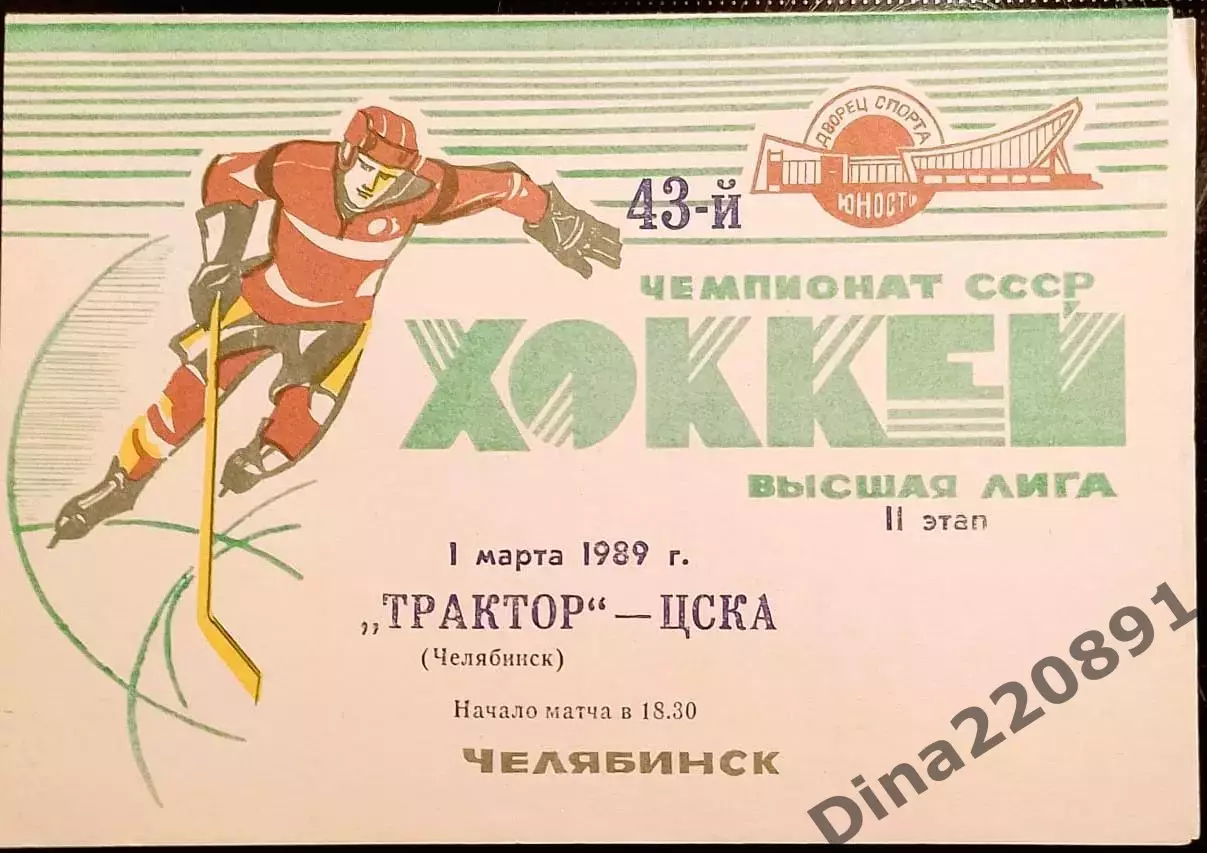 ДВОРЕЦ СПОРТА
ЮНОСТЬ
43-й
ЧЕМПИОНАТ СССР
ХОККЕЙ
ВЫСШАЯ ЛИГА
II этап
1 марта 1989 г.
„ТРАКТОР“ — ЦСКА
(Челябинск)
Начало матча в 18.30
ЧЕЛЯБИНСК
Dina220891